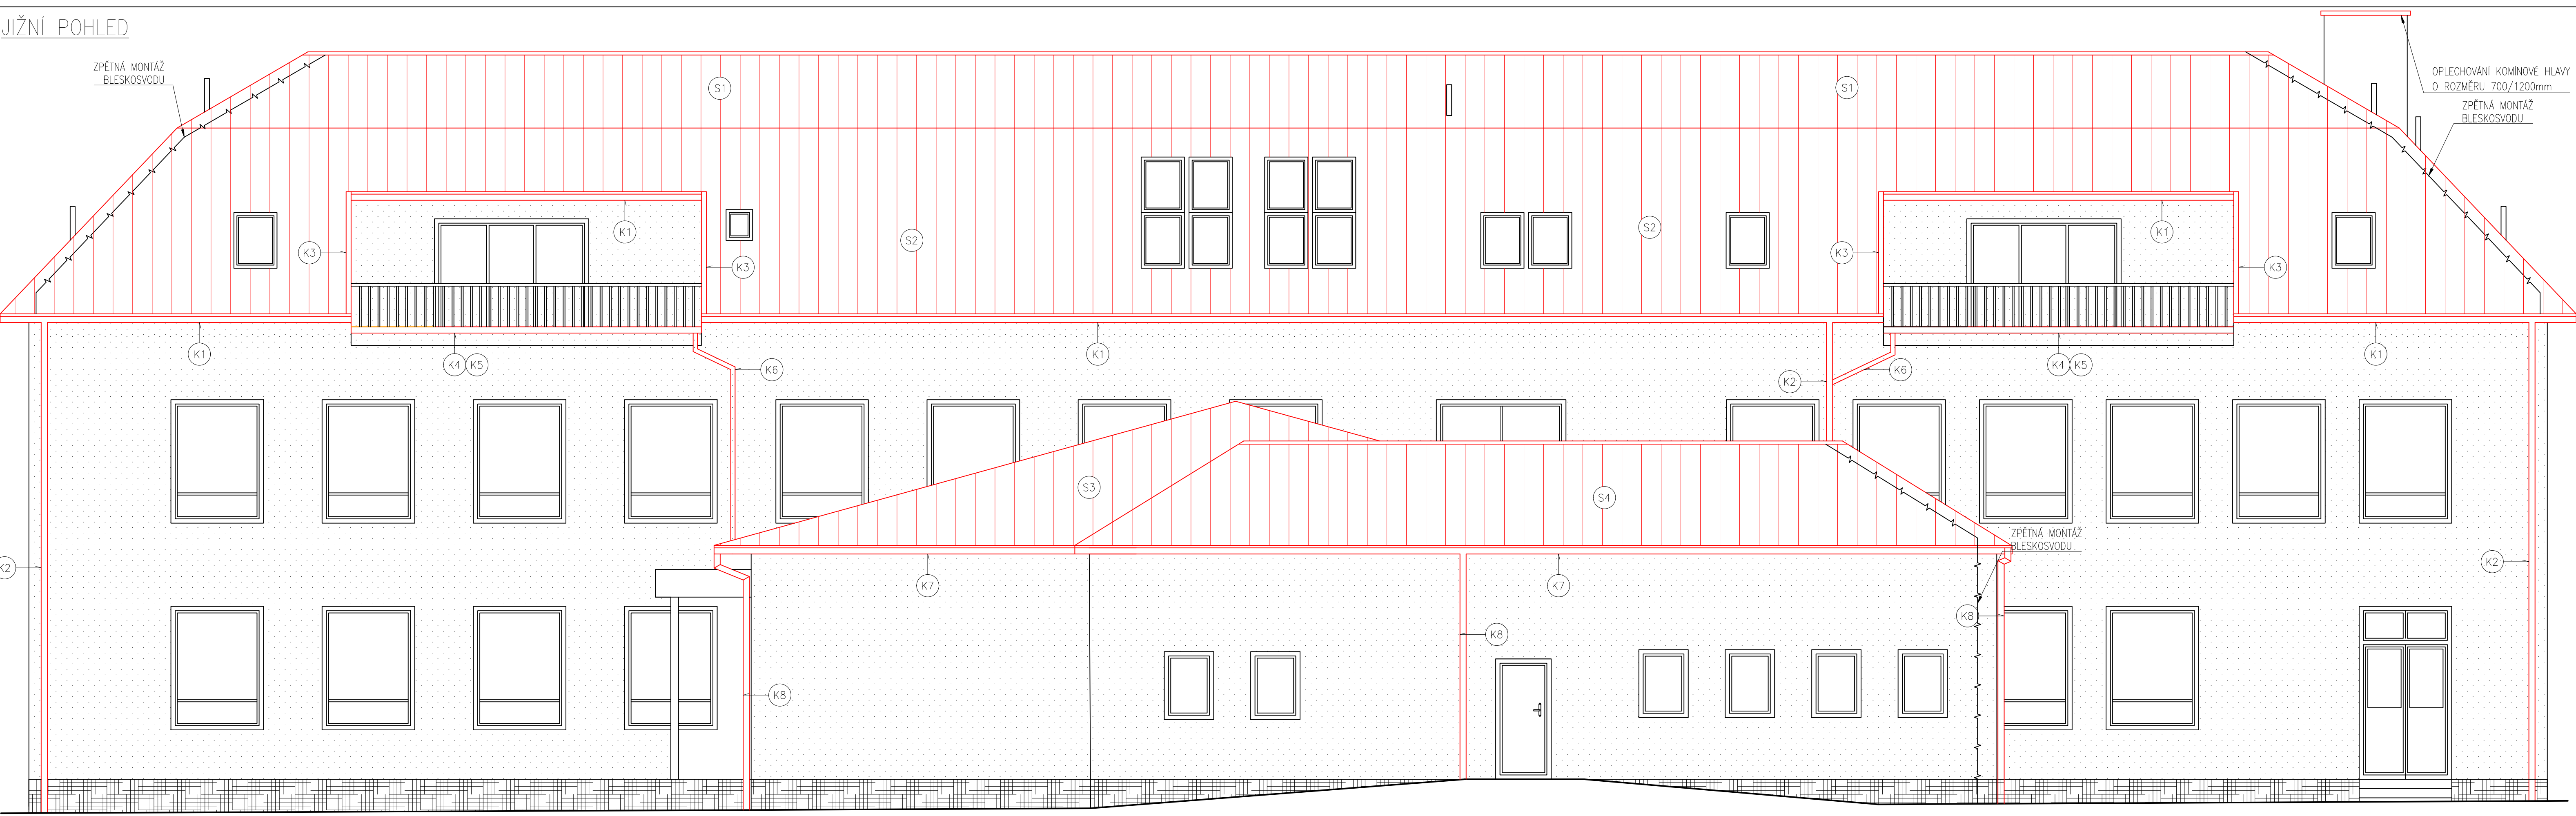 JIŽNÍ POHLED
ZPĚTNÁ MONTÁŽ
BLESKOSVODU
S1
S1
OPLECHOVÁNÍ KOMÍNOVÉ HLAVY
O ROZMĚRU 700/1200mm
ZPĚTNÁ MONTÁŽ
BLESKOSVODU
K3
K1
K3
S2
S2
K3
K1
K3
K1
K4 K5
K6
K1
K2
K6
K4 K5
K1
S3
S4
ZPĚTNÁ MONTÁŽ
BLESKOSVODU
K2
K7
K7
K2
K8
K8
K8